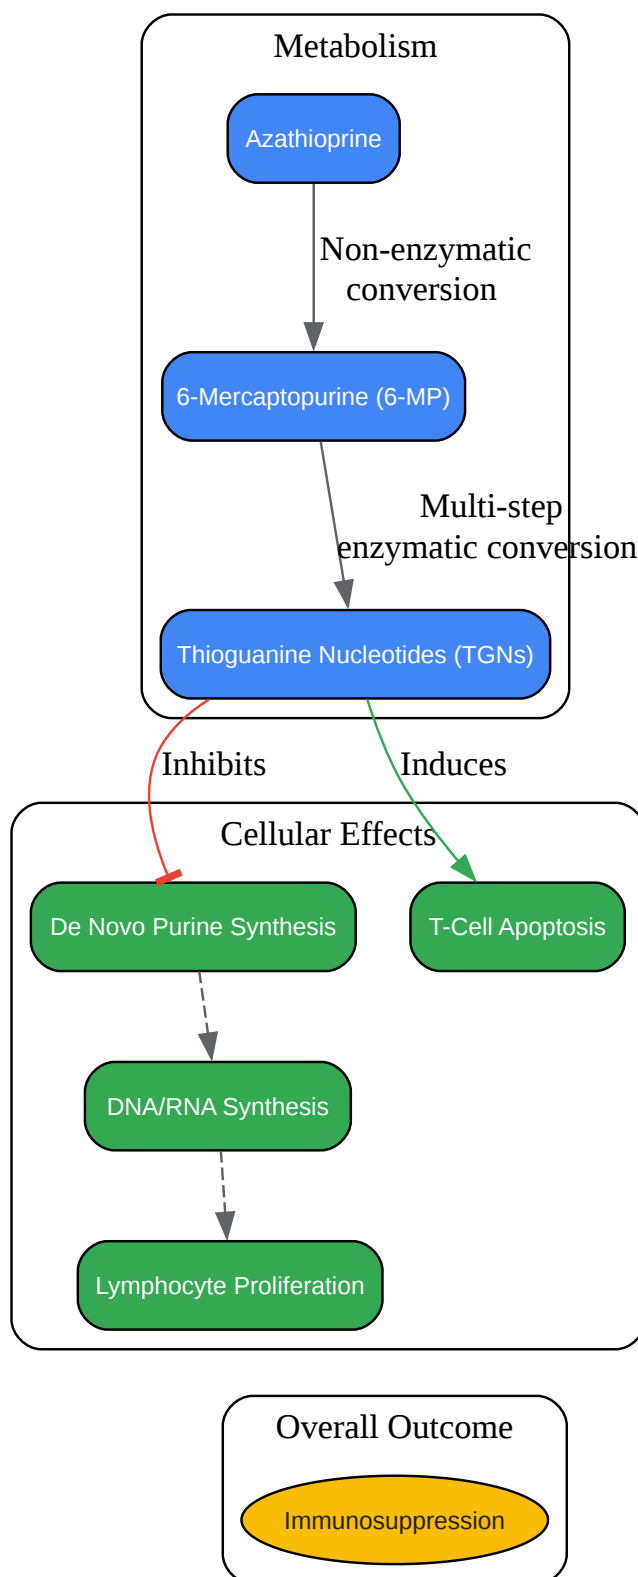 Metabolism
Azathioprine
Non-enzymatic
conversion
6-Mercaptopurine (6-MP)
Multi-step
enzymatic conversion
Thioguanine Nucleotides (TGNs)
Inhibits
Induces
Cellular Effects
De Novo Purine Synthesis
T-Cell Apoptosis
DNA/RNA Synthesis
Lymphocyte Proliferation
Overall Outcome
Immunosuppression